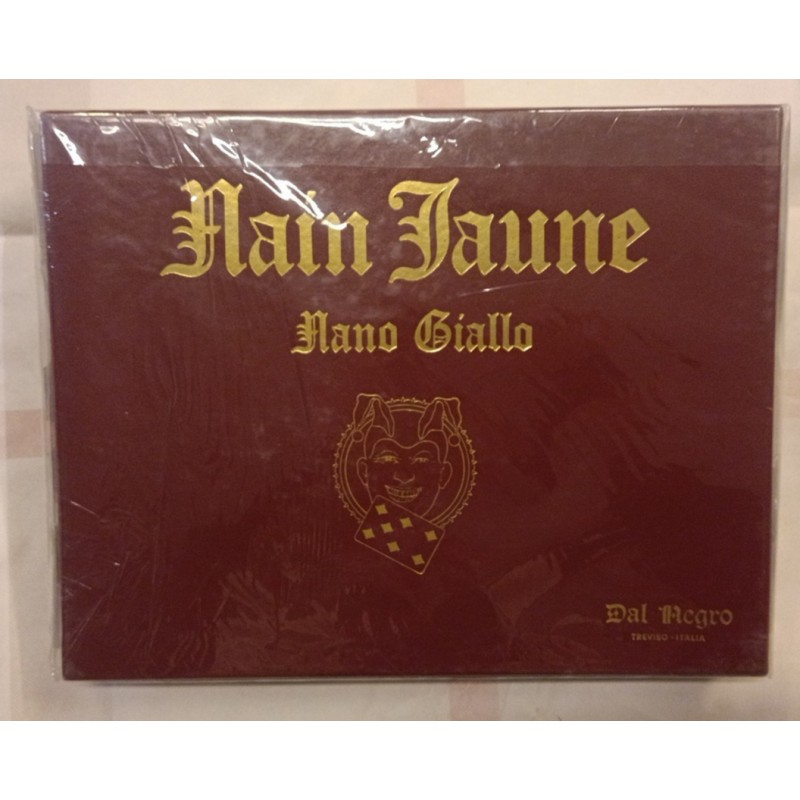 Nain Jaune
Nano Giallo
Dal Negro
TREVISO - ITALIA